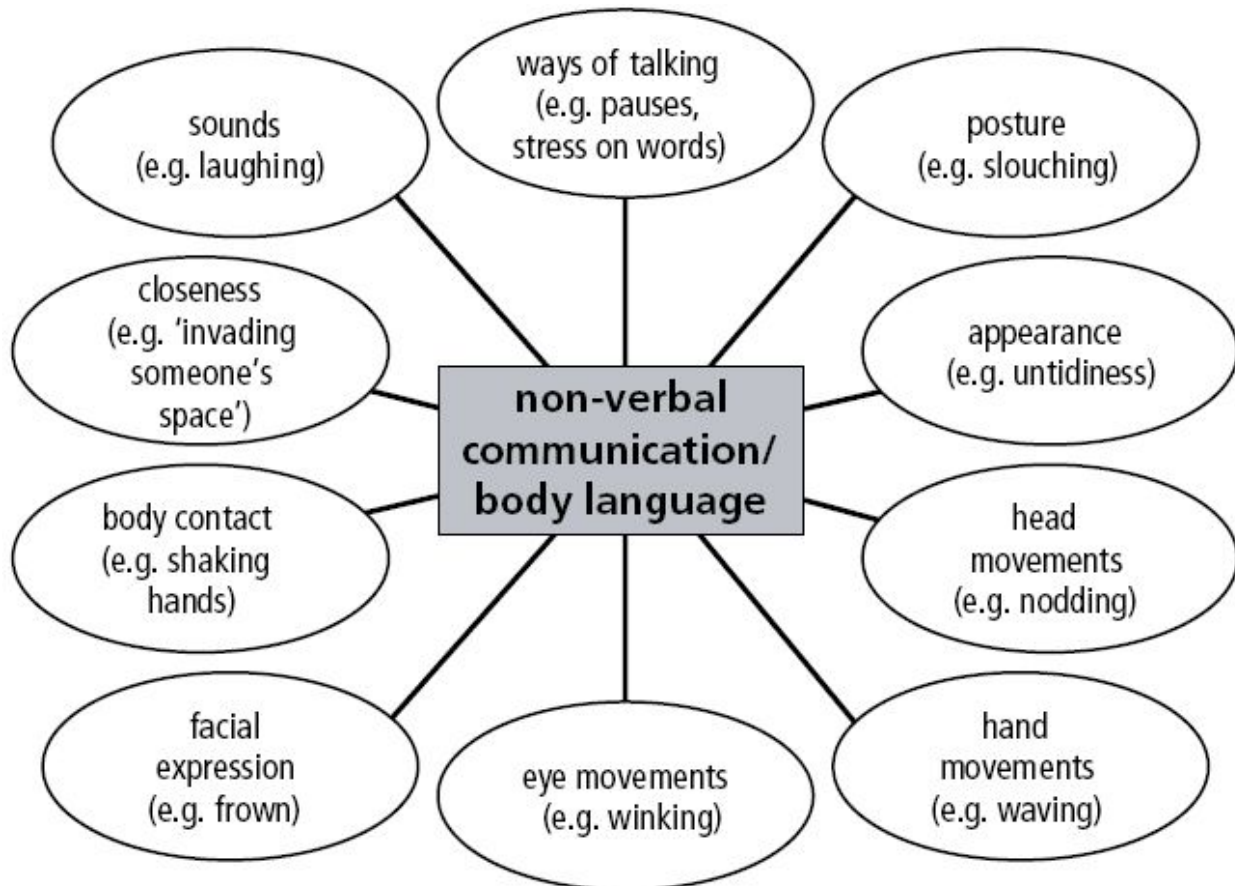 ways of talking
(e.g. pauses,
stress on words)
sounds
(e.g. laughing)
posture
(e.g. slouching)
closeness
(e.g. ‘invading
someone’s
space’)
appearance
(e.g. untidiness)
non-verbal
communication/
body language
body contact
(e.g. shaking
hands)
head
movements
(e.g. nodding)
facial
expression
(e.g. frown)
eye movements
(e.g. winking)
hand
movements
(e.g. waving)